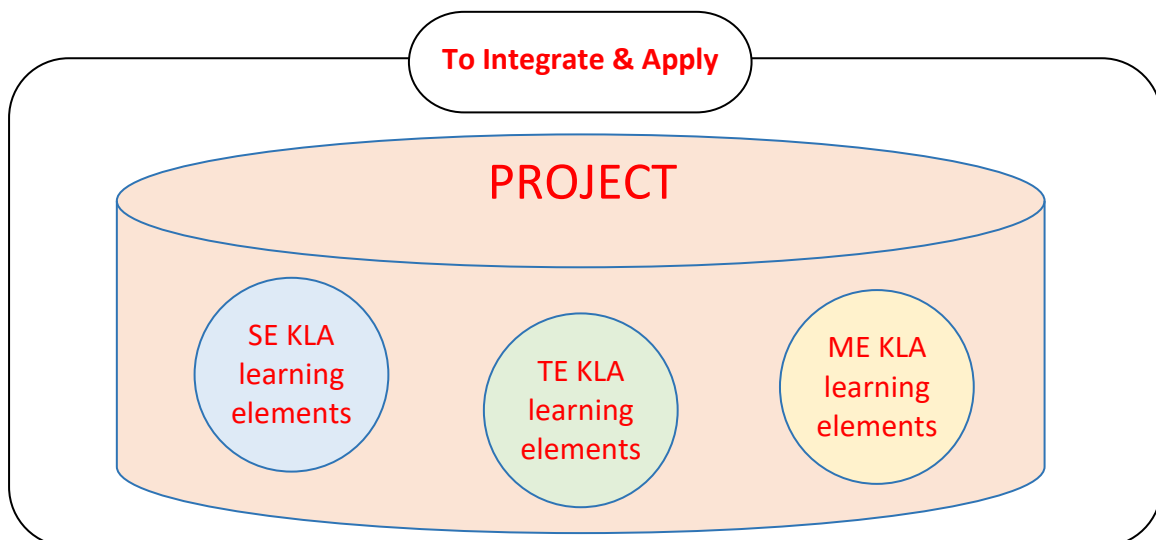 To Integrate & Apply
PROJECT
SE KLA
learning
elements
TE KLA
learning
elements
ME KLA
learning
elements